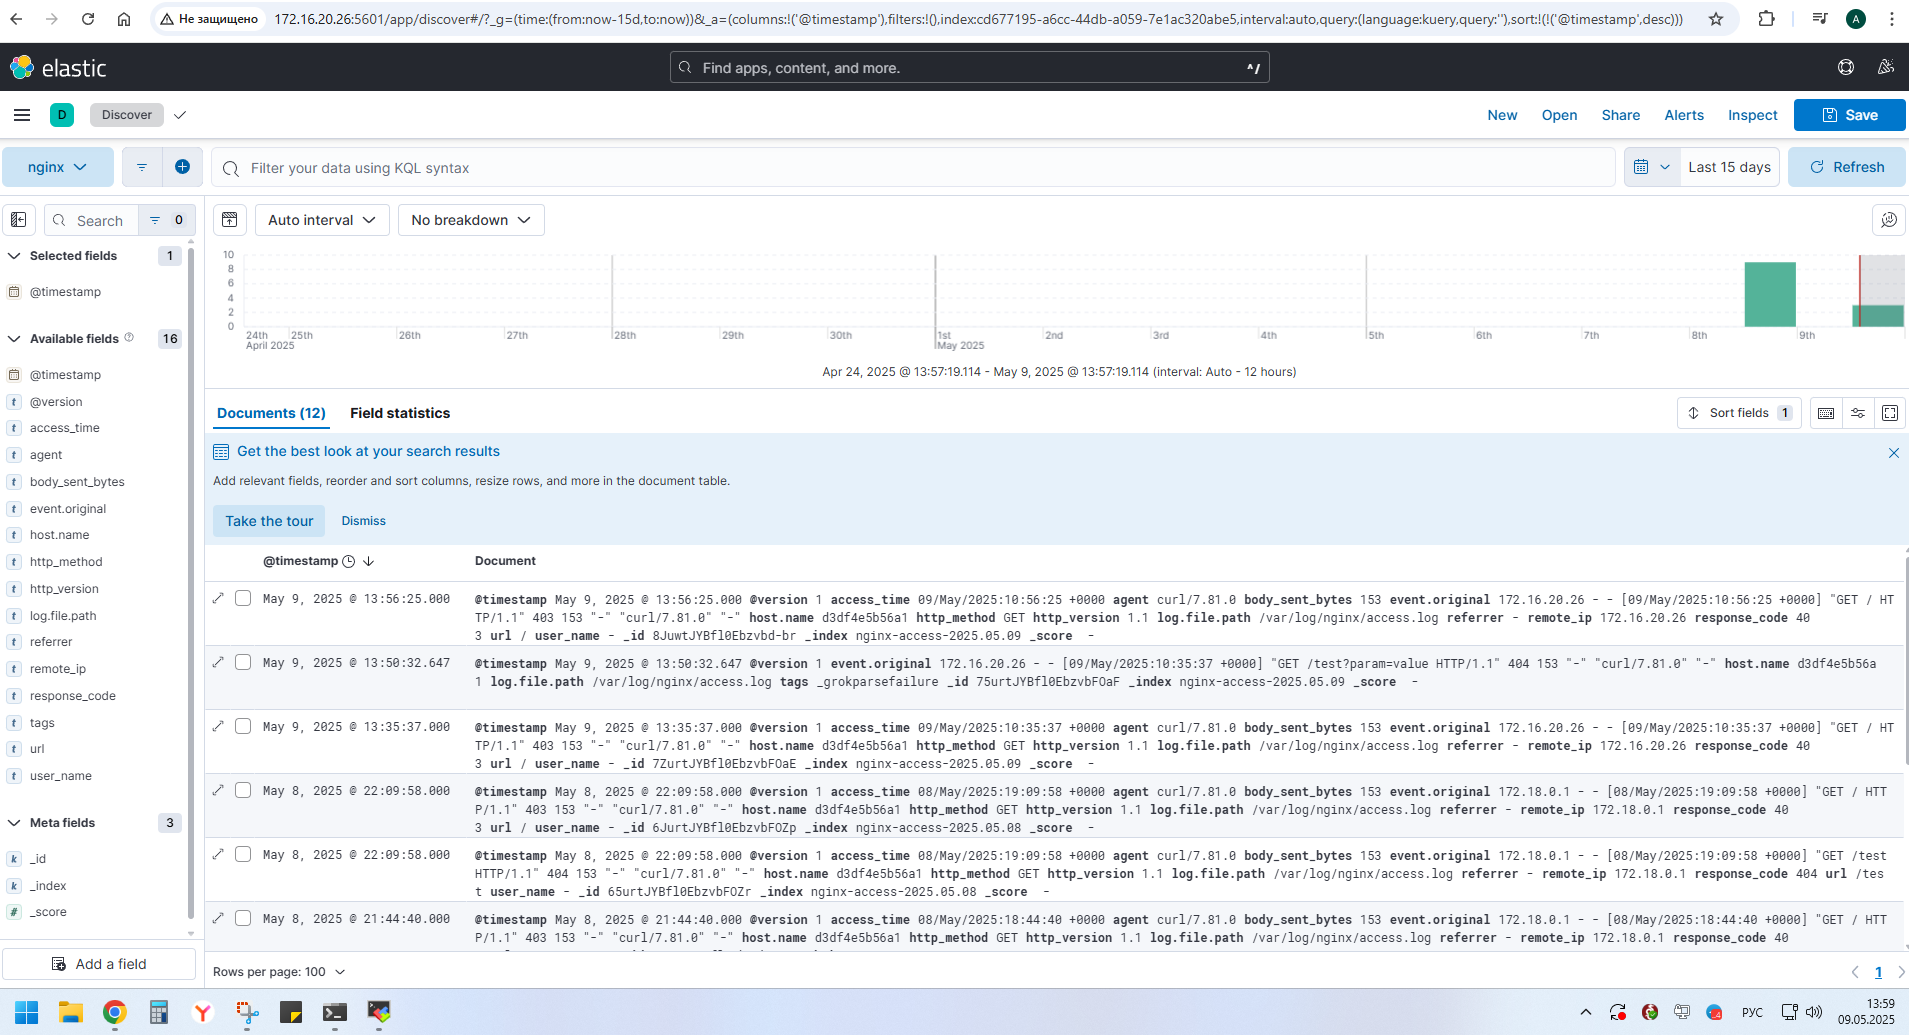 Не защищено
172.16.20.26:5601/app/discover#/?_g=(time:(from:now-15d,to:now))&_a=(columns:!('@timestamp'),filters:!(),index:cd677195-a6cc-44db-a059-7e1ac320abe5,interval:auto,query:(language:kuery,query:''),sort:!(!('@timestamp',desc)))
A
elastic
Find apps, content, and more.
^/
D
Discover
New
Open
Share
Alerts
Inspect
Save
nginx
Filter your data using KQL syntax
Last 15 days
Refresh
Search
0
Auto interval
No breakdown
Selected fields
1
@timestamp
Available fields
16
@timestamp
@version
access_time
agent
body_sent_bytes
event.original
host.name
http_method
http_version
log.file.path
referrer
remote_ip
response_code
tags
url
user_name
Meta fields
3
_id
_index
_score
Add a field
10
8
6
4
2
0
24th 25th 26th 27th 28th 29th 30th 1st 2nd 3rd 4th 5th 6th 7th 8th 9th
April 2025 May 2025
Apr 24, 2025 @ 13:57:19.114 - May 9, 2025 @ 13:57:19.114 (interval: Auto - 12 hours)
Documents (12)
Field statistics
Sort fields 1
Get the best look at your search results
Add relevant fields, reorder and sort columns, resize rows, and more in the document table.
Take the tour
Dismiss
@timestamp
Document
May 9, 2025 @ 13:56:25.000
@timestamp May 9, 2025 @ 13:56:25.000 @version 1 access_time 09/May/2025:10:56:25 +0000 agent curl/7.81.0 body_sent_bytes 153 event.original 172.16.20.26 - - [09/May/2025:10:56:25 +0000] "GET / HT
TP/1.1" 403 153 "-" "curl/7.81.0" "-" host.name d3df4e5b56a1 http_method GET http_version 1.1 log.file.path /var/log/nginx/access.log referrer - remote_ip 172.16.20.26 response_code 40
3 url / user_name - _id 8JuwtJYBfl0Ebzvbd-br _index nginx-access-2025.05.09 _score -
May 9, 2025 @ 13:50:32.647
@timestamp May 9, 2025 @ 13:50:32.647 @version 1 event.original 172.16.20.26 - - [09/May/2025:10:35:37 +0000] "GET /test?param=value HTTP/1.1" 404 153 "-" "curl/7.81.0" "-" host.name d3df4e5b56a
1 log.file.path /var/log/nginx/access.log tags _grokparsefailure _id 75urtJYBfl0EbzvbFOaF _index nginx-access-2025.05.09 _score -
May 9, 2025 @ 13:35:37.000
@timestamp May 9, 2025 @ 13:35:37.000 @version 1 access_time 09/May/2025:10:35:37 +0000 agent curl/7.81.0 body_sent_bytes 153 event.original 172.16.20.26 - - [09/May/2025:10:35:37 +0000] "GET / HT
TP/1.1" 403 153 "-" "curl/7.81.0" "-" host.name d3df4e5b56a1 http_method GET http_version 1.1 log.file.path /var/log/nginx/access.log referrer - remote_ip 172.16.20.26 response_code 40
3 url / user_name - _id 7ZurtJYBfl0EbzvbFOaE _index nginx-access-2025.05.09 _score -
May 8, 2025 @ 22:09:58.000
@timestamp May 8, 2025 @ 22:09:58.000 @version 1 access_time 08/May/2025:19:09:58 +0000 agent curl/7.81.0 body_sent_bytes 153 event.original 172.18.0.1 - - [08/May/2025:19:09:58 +0000] "GET / HTT
P/1.1" 403 153 "-" "curl/7.81.0" "-" host.name d3df4e5b56a1 http_method GET http_version 1.1 log.file.path /var/log/nginx/access.log referrer - remote_ip 172.18.0.1 response_code 40
3 url / user_name - _id 6JurtJYBfl0EbzvbFOZp _index nginx-access-2025.05.08 _score -
May 8, 2025 @ 22:09:58.000
@timestamp May 8, 2025 @ 22:09:58.000 @version 1 access_time 08/May/2025:19:09:58 +0000 agent curl/7.81.0 body_sent_bytes 153 event.original 172.18.0.1 - - [08/May/2025:19:09:58 +0000] "GET /test
HTTP/1.1" 404 153 "-" "curl/7.81.0" "-" host.name d3df4e5b56a1 http_method GET http_version 1.1 log.file.path /var/log/nginx/access.log referrer - remote_ip 172.18.0.1 response_code 404 url /tes
t user_name - _id 65urtJYBfl0EbzvbFOZr _index nginx-access-2025.05.08 _score -
May 8, 2025 @ 21:44:40.000
@timestamp May 8, 2025 @ 21:44:40.000 @version 1 access_time 08/May/2025:18:44:40 +0000 agent curl/7.81.0 body_sent_bytes 153 event.original 172.18.0.1 - - [08/May/2025:18:44:40 +0000] "GET / HTT
P/1.1" 403 153 "-" "curl/7.81.0" "-" host.name d3df4e5b56a1 http_method GET http_version 1.1 log.file.path /var/log/nginx/access.log referrer - remote_ip 172.18.0.1 response_code 40
Rows per page: 100
1
РУС
13:59
09.05.2025